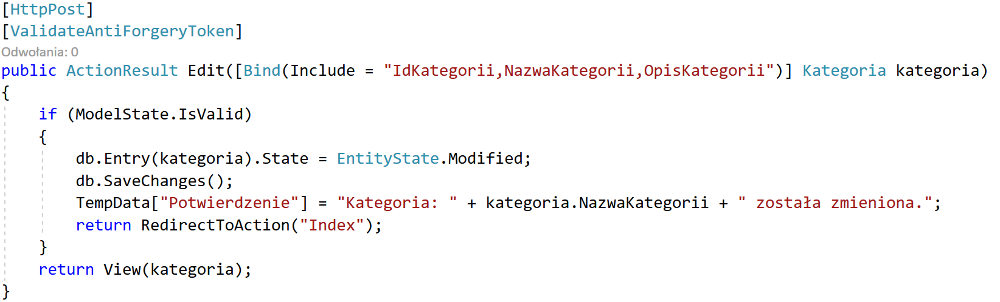 [HttpPost]
[ValidateAntiForgeryToken]
Odwołania: 0
public ActionResult Edit([Bind(Include = "IdKategorii,NazwaKategorii,OpisKategorii")] Kategoria kategoria)
{
    if (ModelState.IsValid)
    {
        db.Entry(kategoria).State = EntityState.Modified;
        db.SaveChanges();
        TempData["Potwierdzenie"] = "Kategoria: " + kategoria.NazwaKategorii + " została zmieniona.";
        return RedirectToAction("Index");
    }
    return View(kategoria);
}